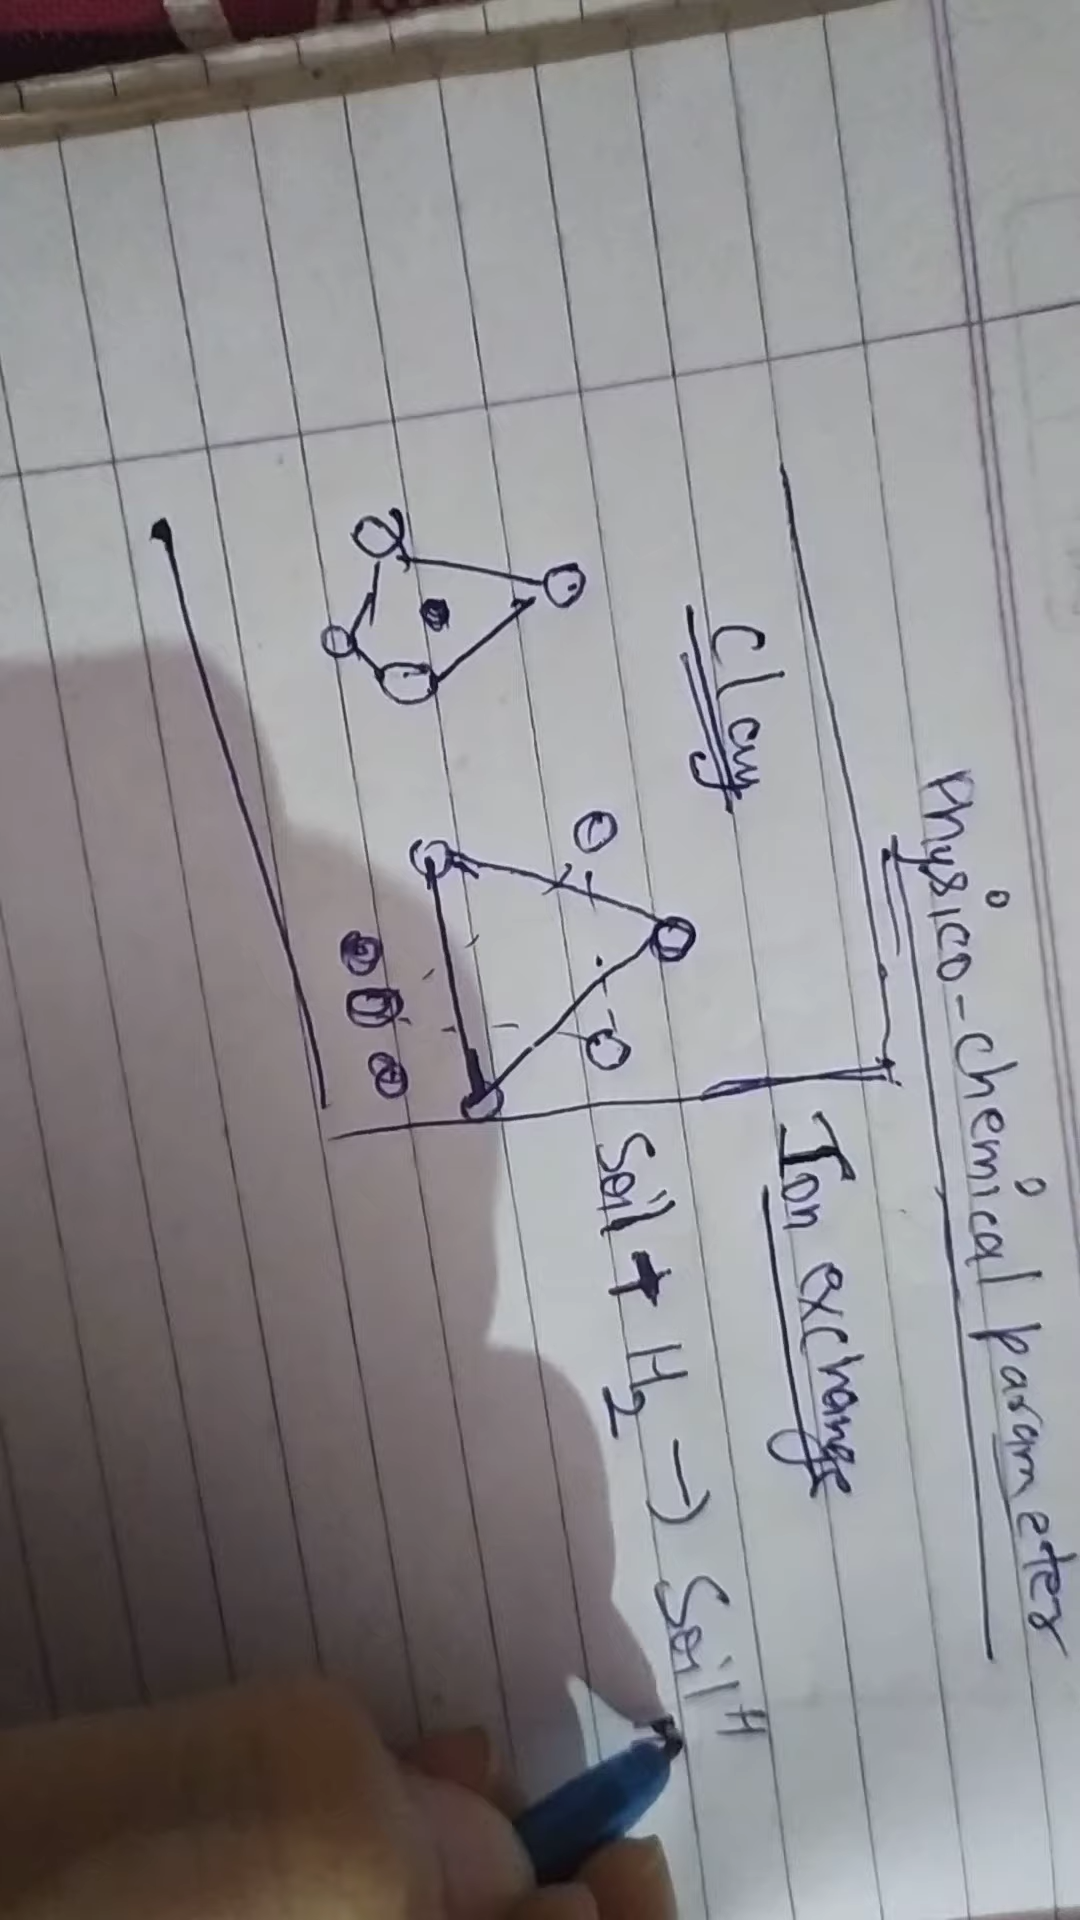 Physico-chemical parameter
Clay
Ion exchange
Soil + H2 → Soil H